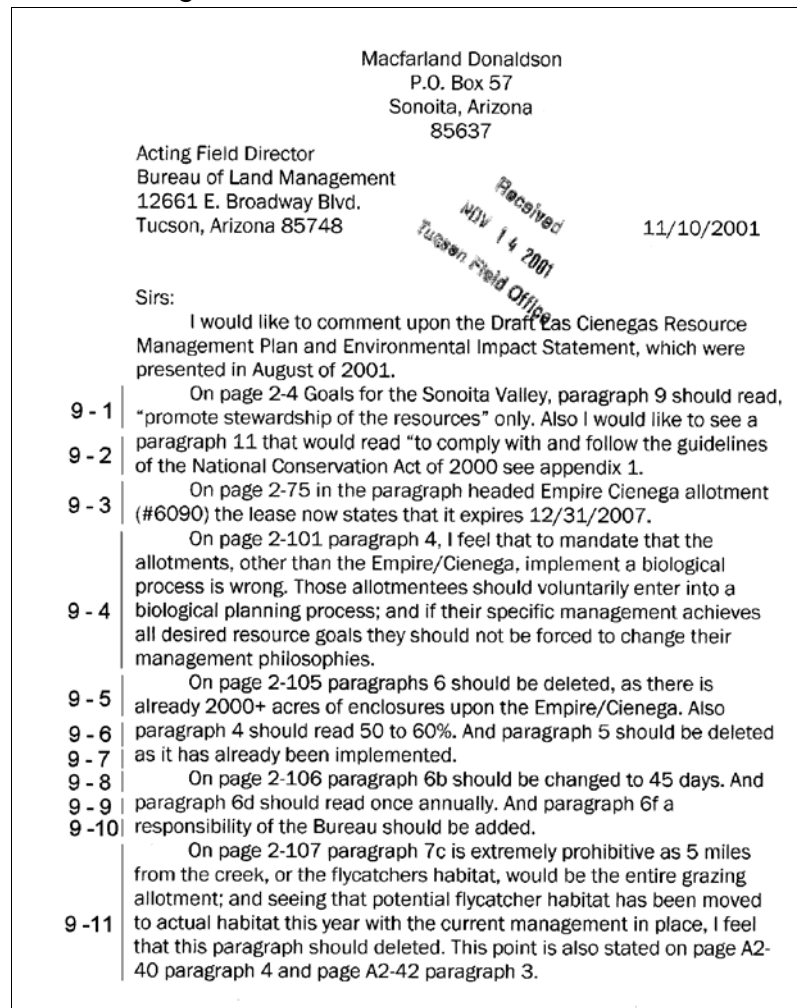 Macfarland Donaldson
P.O. Box 57
Sonoita, Arizona
85637
Acting Field Director
Bureau of Land Management
12661 E. Broadway Blvd.
Tucson, Arizona 85748
Received
NOV 14 2001
Tucson Field Office
11/10/2001
Sirs:
I would like to comment upon the Draft Las Cienegas Resource
Management Plan and Environmental Impact Statement, which were
presented in August of 2001.
On page 2-4 Goals for the Sonoita Valley, paragraph 9 should read,
9 - 1 "promote stewardship of the resources" only. Also I would like to see a
9 - 2 paragraph 11 that would read "to comply with and follow the guidelines
of the National Conservation Act of 2000 see appendix 1.
9 - 3 On page 2-75 in the paragraph headed Empire Cienega allotment
(#6090) the lease now states that it expires 12/31/2007.
On page 2-101 paragraph 4, I feel that to mandate that the
allotments, other than the Empire/Cienega, implement a biological
process is wrong. Those allotmentees should voluntarily enter into a
9 - 4 biological planning process; and if their specific management achieves
all desired resource goals they should not be forced to change their
management philosophies.
9 - 5 On page 2-105 paragraphs 6 should be deleted, as there is
already 2000+ acres of enclosures upon the Empire/Cienega. Also
9 - 6 paragraph 4 should read 50 to 60%. And paragraph 5 should be deleted
9 - 7 as it has already been implemented.
9 - 8 On page 2-106 paragraph 6b should be changed to 45 days. And
9 - 9 paragraph 6d should read once annually. And paragraph 6f a
9 -10 responsibility of the Bureau should be added.
On page 2-107 paragraph 7c is extremely prohibitive as 5 miles
from the creek, or the flycatchers habitat, would be the entire grazing
allotment; and seeing that potential flycatcher habitat has been moved
9 -11 to actual habitat this year with the current management in place, I feel
that this paragraph should deleted. This point is also stated on page A2-
40 paragraph 4 and page A2-42 paragraph 3.